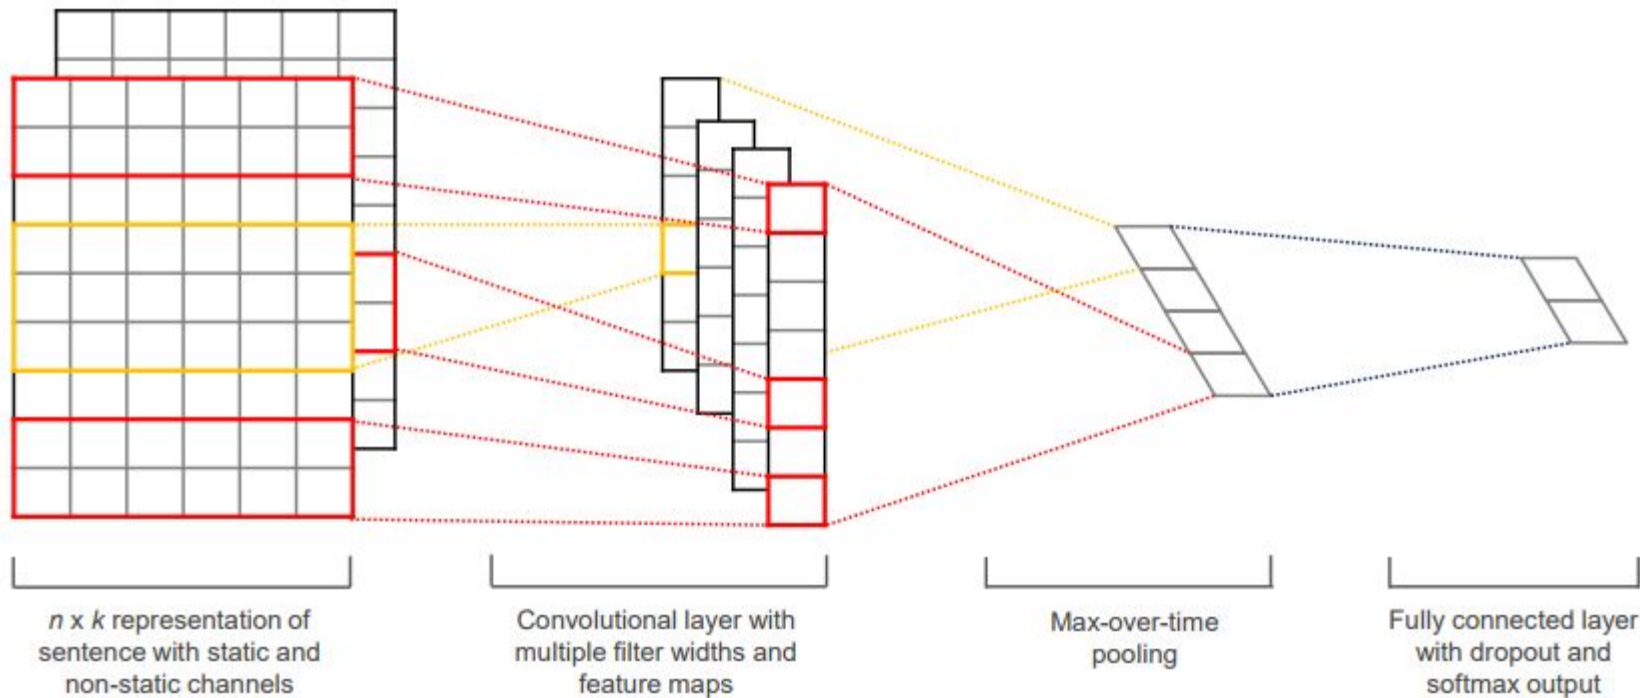 n x k representation of
sentence with static and
non-static channels
Convolutional layer with
multiple filter widths and
feature maps
Max-over-time
pooling
Fully connected layer
with dropout and
softmax output